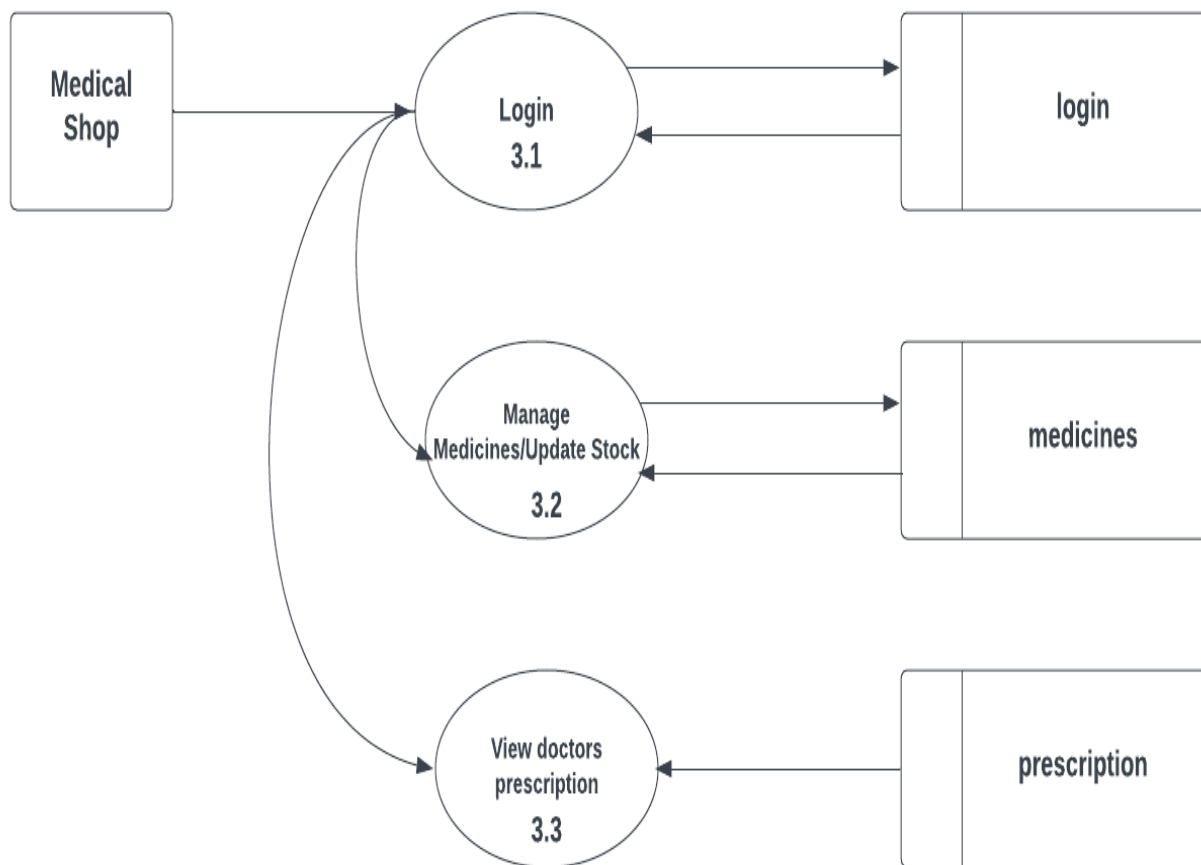 Medical
Shop
Login
3.1
login
Manage
Medicines/Update Stock
3.2
medicines
View doctors
prescription
3.3
prescription